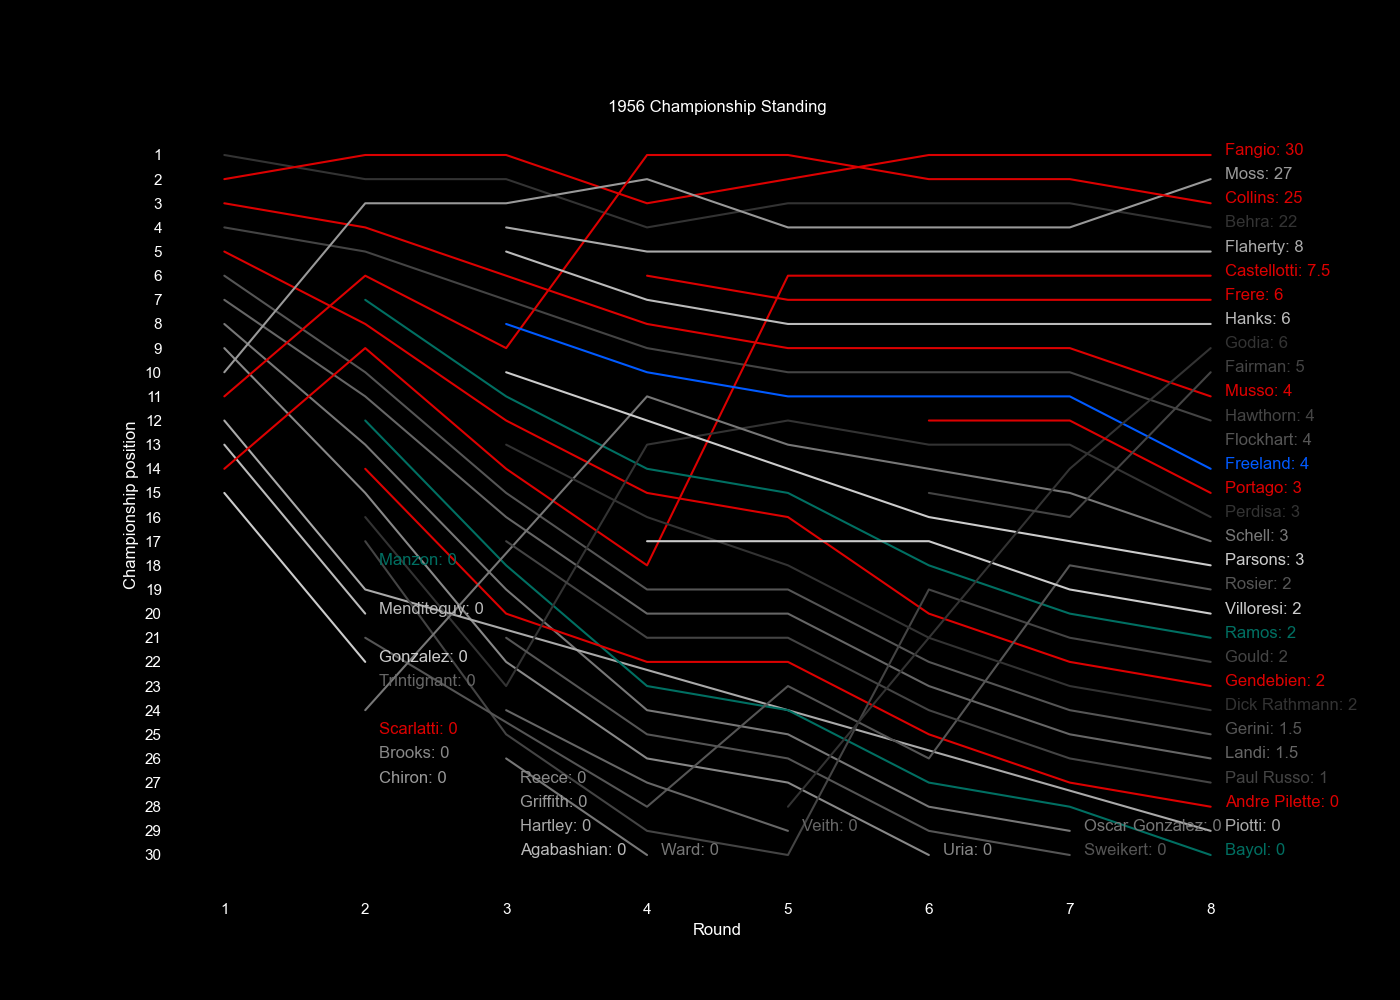 1956 Championship Standing
Championship position
1
2
3
4
5
6
7
8
9
10
11
12
13
14
15
16
17
18
19
20
21
22
23
24
25
26
27
28
29
30
Fangio: 30
Moss: 27
Collins: 25
Behra: 22
Flaherty: 8
Castellotti: 7.5
Frere: 6
Hanks: 6
Godia: 6
Fairman: 5
Musso: 4
Hawthorn: 4
Flockhart: 4
Freeland: 4
Portago: 3
Perdisa: 3
Schell: 3
Parsons: 3
Rosier: 2
Villoresi: 2
Ramos: 2
Gould: 2
Gendebien: 2
Dick Rathmann: 2
Gerini: 1.5
Landi: 1.5
Paul Russo: 1
Andre Pilette: 0
Piotti: 0
Bayol: 0
Manzon: 0
Menditeguy: 0
Gonzalez: 0
Trintignant: 0
Scarlatti: 0
Brooks: 0
Chiron: 0
Reece: 0
Griffith: 0
Hartley: 0
Agabashian: 0
Ward: 0
Veith: 0
Uria: 0
Oscar Gonzalez: 0
Sweikert: 0
1 2 3 4 5 6 7 8
Round